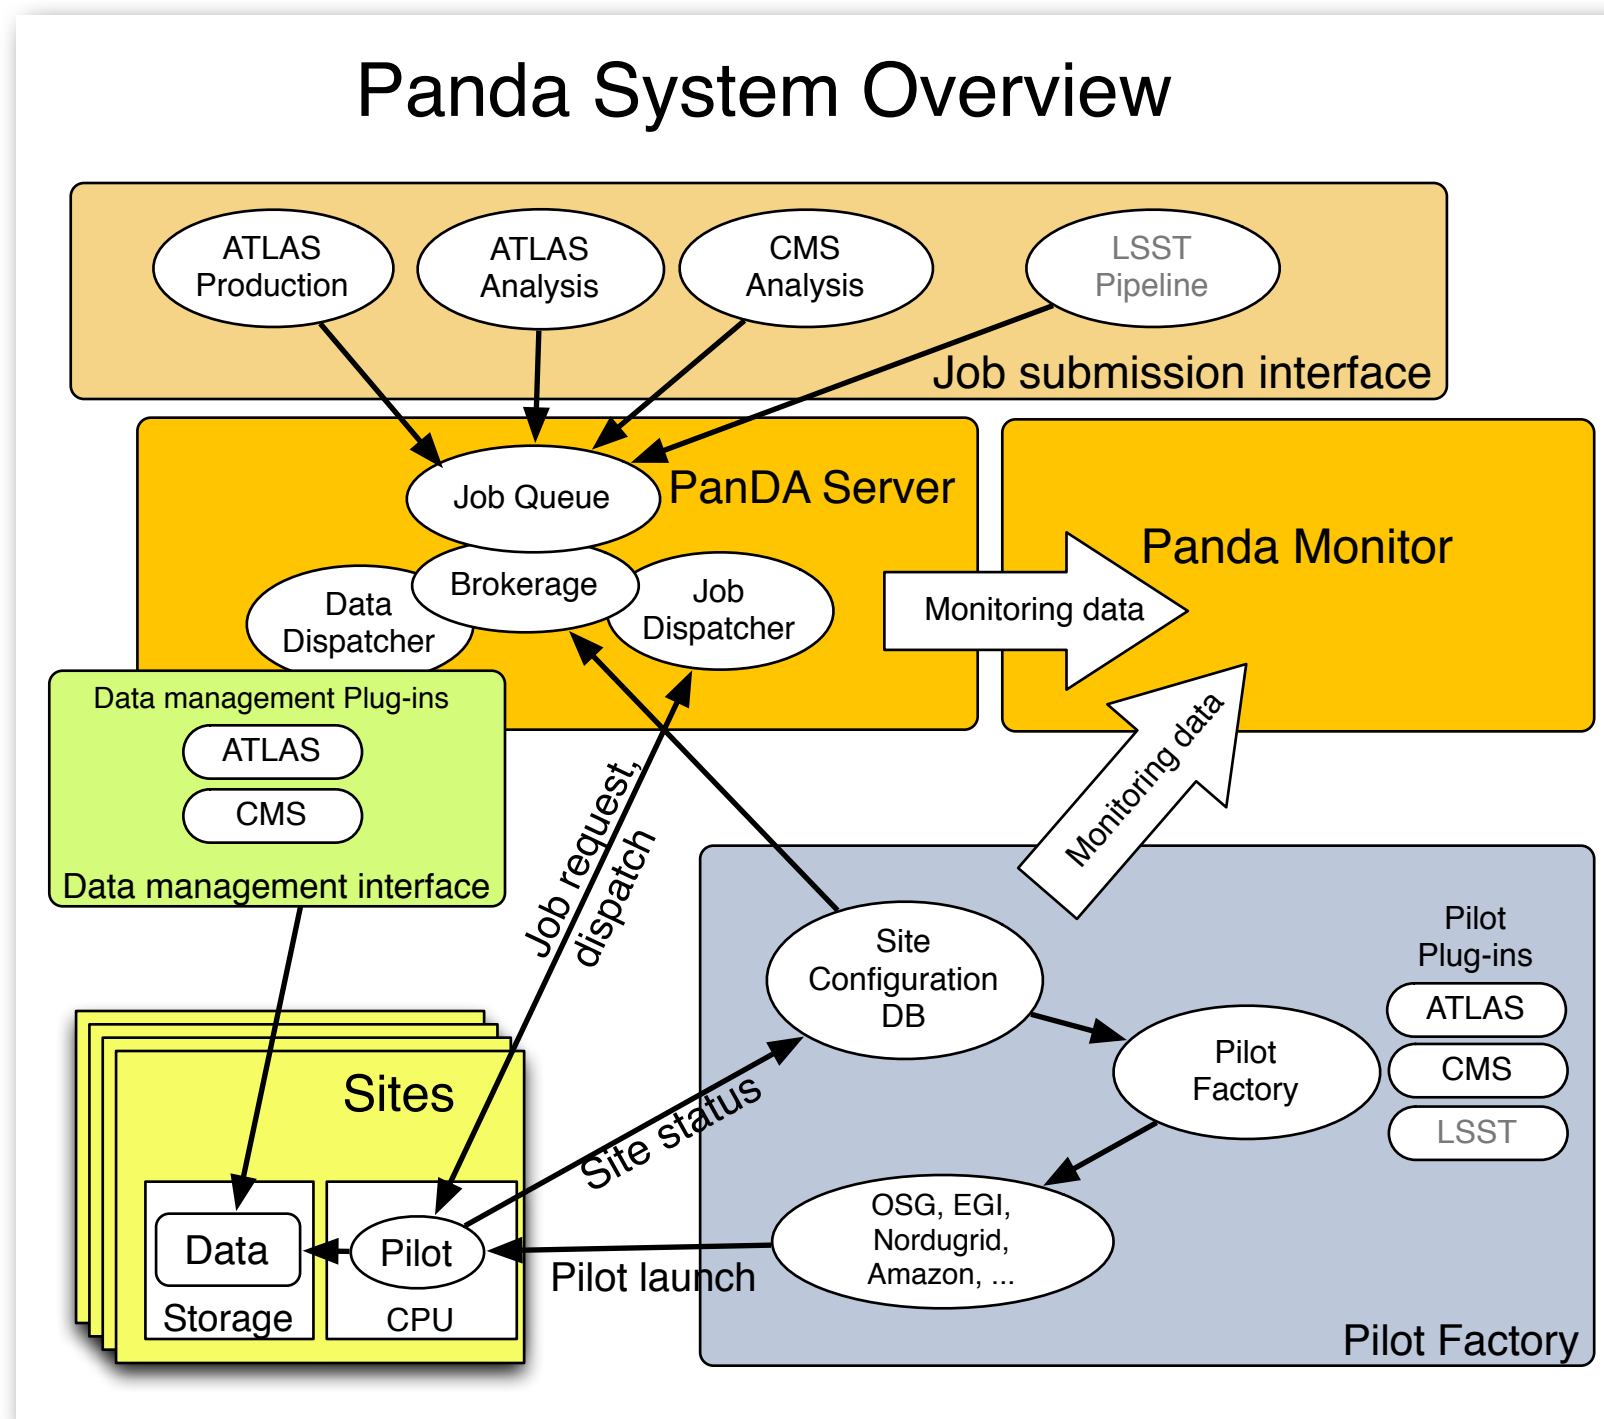 Panda System Overview
ATLAS
Production
ATLAS
Analysis
CMS
Analysis
LSST
Pipeline
Job submission interface
Job Queue
PanDA Server
Brokerage
Data
Dispatcher
Job
Dispatcher
Panda Monitor
Monitoring data
Monitoring data
Data management Plug-ins
ATLAS
CMS
Data management interface
Job request,
dispatch
Site
Configuration
DB
Pilot
Factory
Pilot
Plug-ins
ATLAS
CMS
LSST
OSG, EGI,
Nordugrid,
Amazon, ...
Pilot Factory
Site status
Pilot launch
Sites
Data
Storage
Pilot
CPU